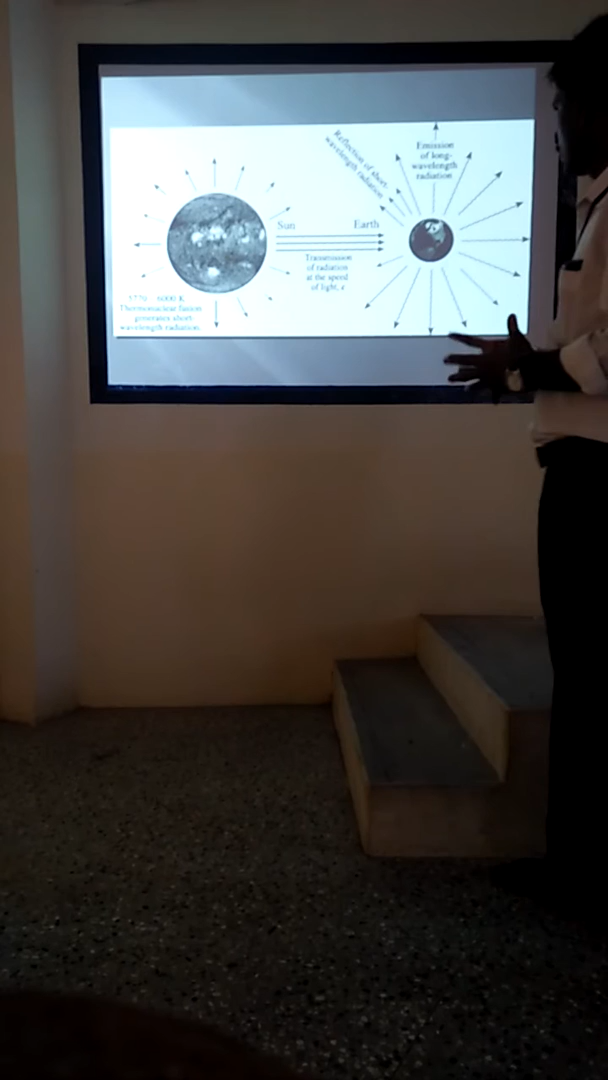 Reflection of short-
wavelength radiation
Emission
of long-
wavelength
radiation
Sun
Earth
Transmission
of radiation
at the speed
of light, c
6000 K
Thermonuclear fusion
generates short-
wavelength radiation.